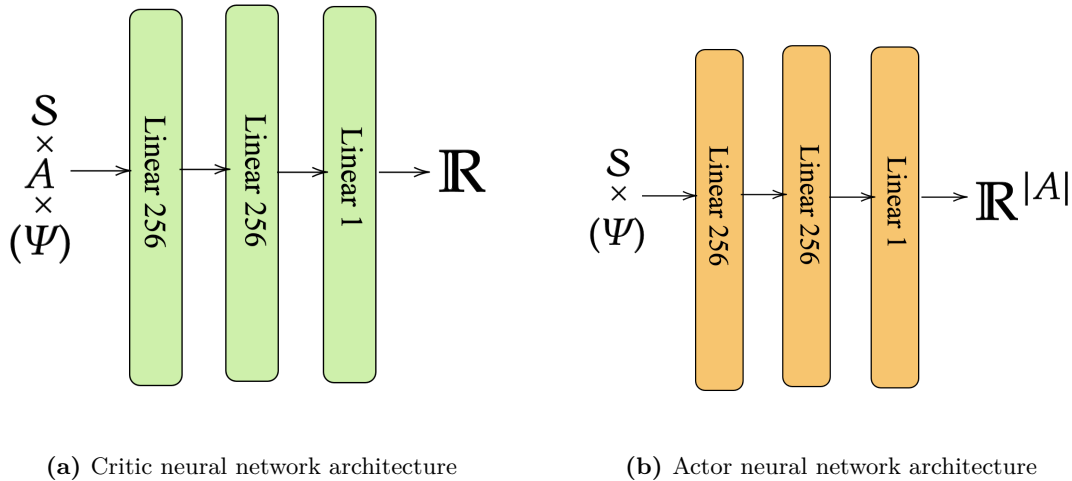 𝒮
×
A
×
(Ψ)
Linear 256
Linear 256
Linear 1
ℝ
(a) Critic neural network architecture
𝒮
×
(Ψ)
Linear 256
Linear 256
Linear 1
ℝ^|A|
(b) Actor neural network architecture